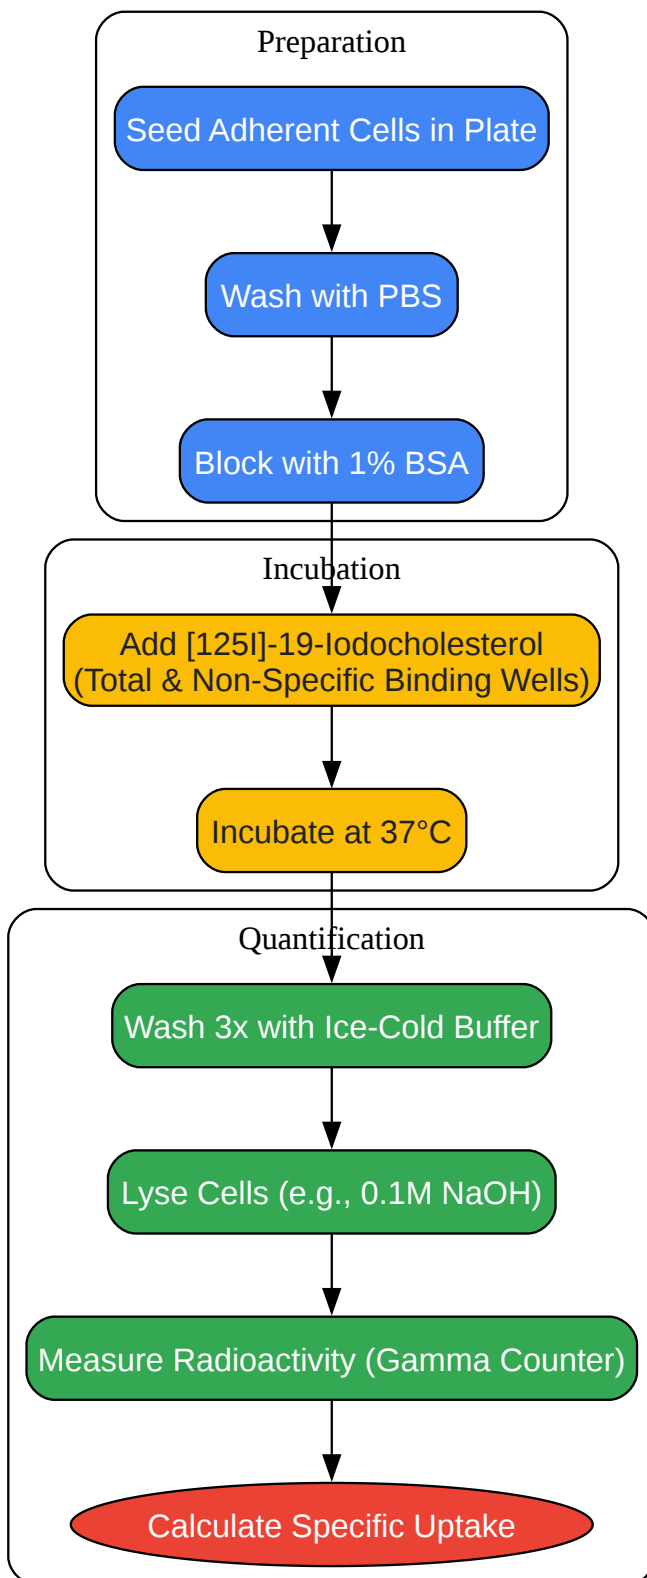 Preparation
Seed Adherent Cells in Plate
Wash with PBS
Block with 1% BSA
Incubation
Add [125I]-19-Iodocholesterol
(Total & Non-Specific Binding Wells)
Incubate at 37°C
Quantification
Wash 3x with Ice-Cold Buffer
Lyse Cells (e.g., 0.1M NaOH)
Measure Radioactivity (Gamma Counter)
Calculate Specific Uptake